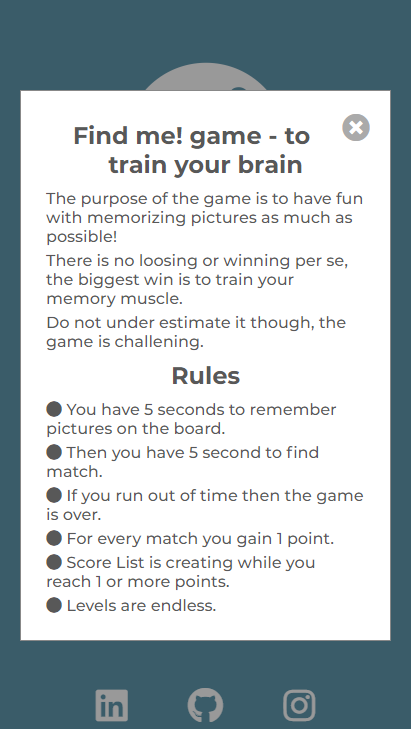 Find me! game - to
train your brain
The purpose of the game is to have fun
with memorizing pictures as much as
possible!
There is no loosing or winning per se,
the biggest win is to train your
memory muscle.
Do not under estimate it though, the
game is challening.
Rules
You have 5 seconds to remember
pictures on the board.
Then you have 5 second to find
match.
If you run out of time then the game
is over.
For every match you gain 1 point.
Score List is creating while you
reach 1 or more points.
Levels are endless.
in